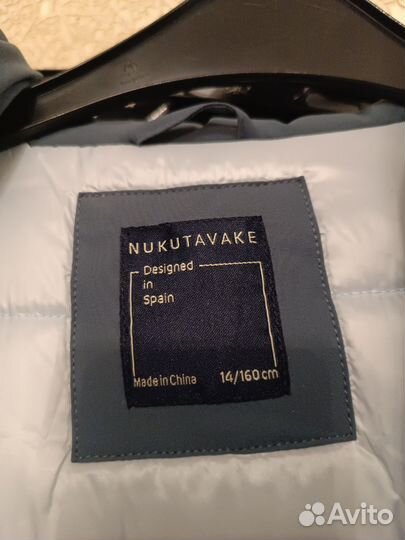 NUKUTAVAKE
Designed
in
Spain
Made in China 14/160 cm
Avito